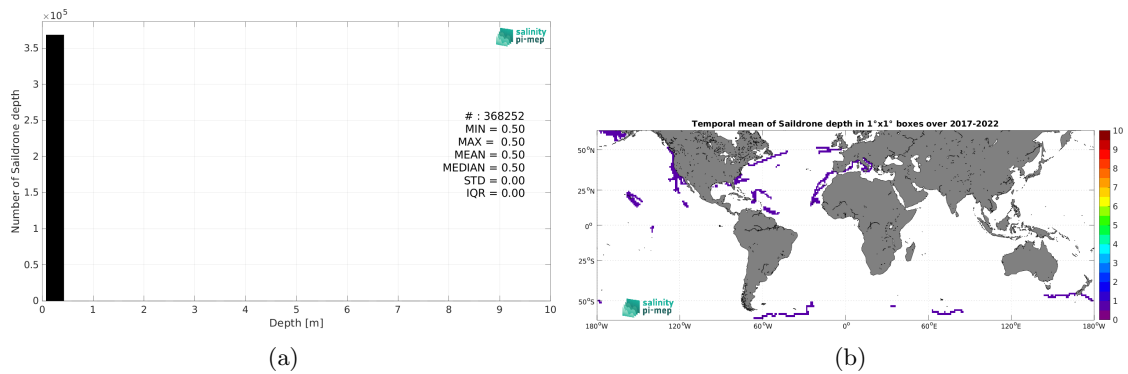 ×10⁵
3.5
3
2.5
2
1.5
1
0.5
0
0 1 2 3 4 5 6 7 8 9 10
Number of Saildrone depth
Depth [m]
salinity
pi-mep
# : 368252
MIN = 0.50
MAX = 0.50
MEAN = 0.50
MEDIAN = 0.50
STD = 0.00
IQR = 0.00
(a)
Temporal mean of Saildrone depth in 1°x1° boxes over 2017-2022
50°N
25°N
0°
25°S
50°S
180°W 120°W 60°W 0° 60°E 120°E 180°W
salinity
pi-mep
10
9
8
7
6
5
4
3
2
1
0
(b)